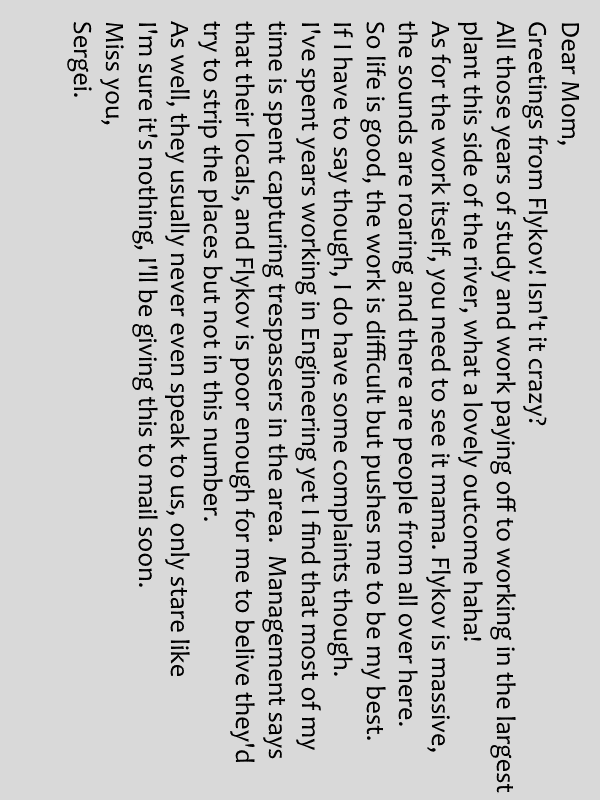 Dear Mom,
Greetings from Flykov! Isn't it crazy?
All those years of study and work paying off to working in the largest
plant this side of the river, what a lovely outcome haha!
As for the work itself, you need to see it mama. Flykov is massive,
the sounds are roaring and there are people from all over here.
So life is good, the work is difficult but pushes me to be my best.
If I have to say though, I do have some complaints though.
I've spent years working in Engineering yet I find that most of my
time is spent capturing trespassers in the area.  Management says
that their locals, and Flykov is poor enough for me to belive they'd
try to strip the places but not in this number.
As well, they usually never even speak to us, only stare like
I'm sure it's nothing, I'll be giving this to mail soon.
Miss you,
Sergei.